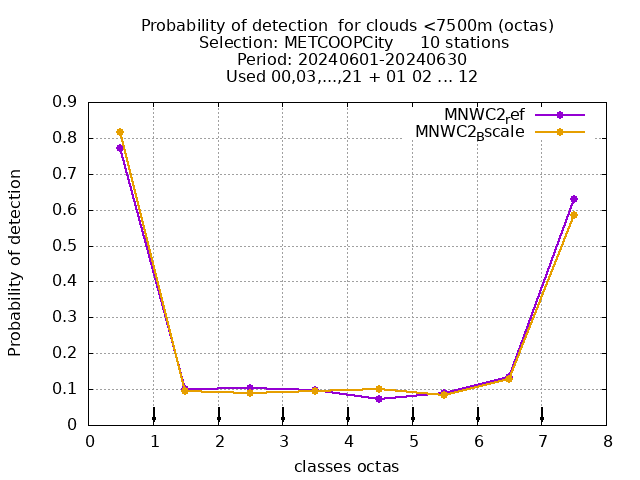 Probability of detection  for clouds <7500m (octas)
Selection: METCOOPCity     10 stations
Period: 20240601-20240630
Used 00,03,...,21 + 01 02 ... 12
MNWC2ref
MNWC2Bscale
0.9
0.8
0.7
0.6
0.5
0.4
0.3
0.2
0.1
0
Probability of detection
0 1 2 3 4 5 6 7 8
classes octas